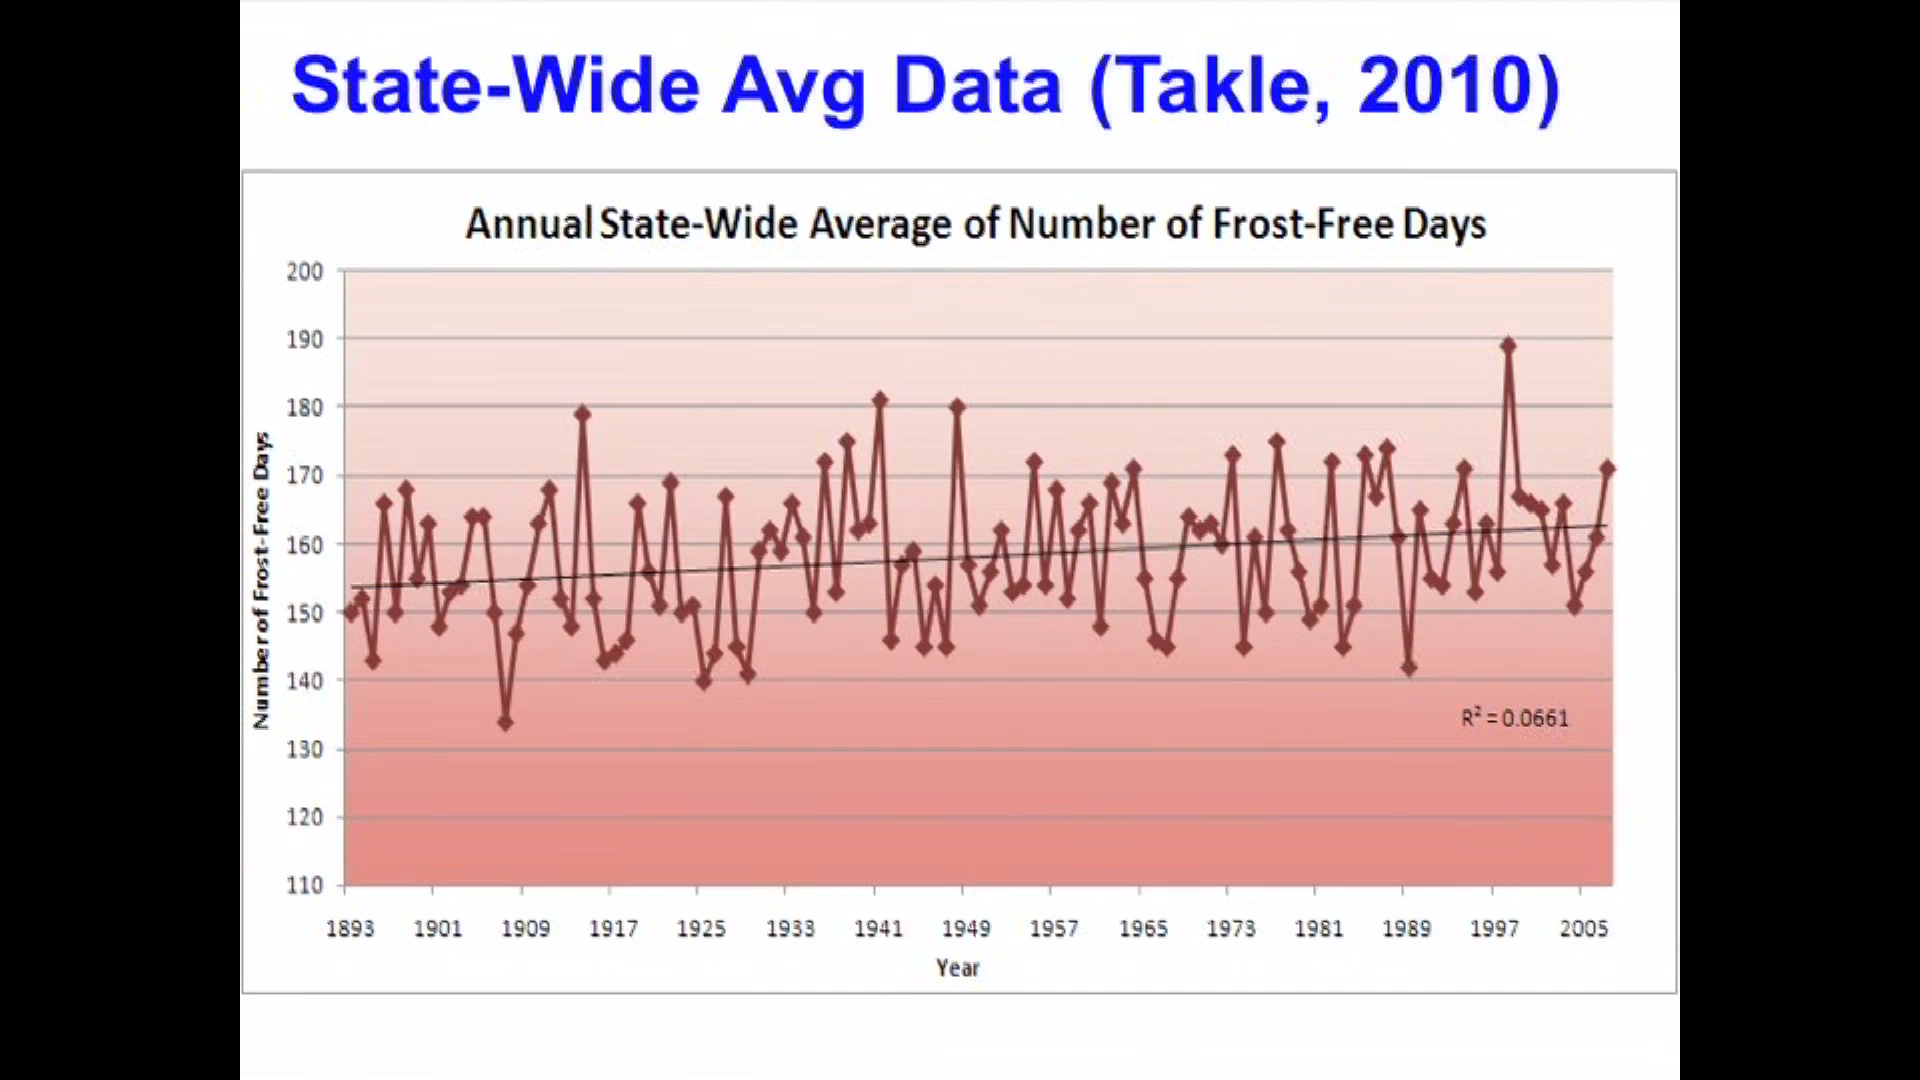 State-Wide Avg Data (Takle, 2010)
Annual State-Wide Average of Number of Frost-Free Days
Number of Frost-Free Days
200
190
180
170
160
150
140
130
120
110
R² = 0.0661
1893 1901 1909 1917 1925 1933 1941 1949 1957 1965 1973 1981 1989 1997 2005
Year